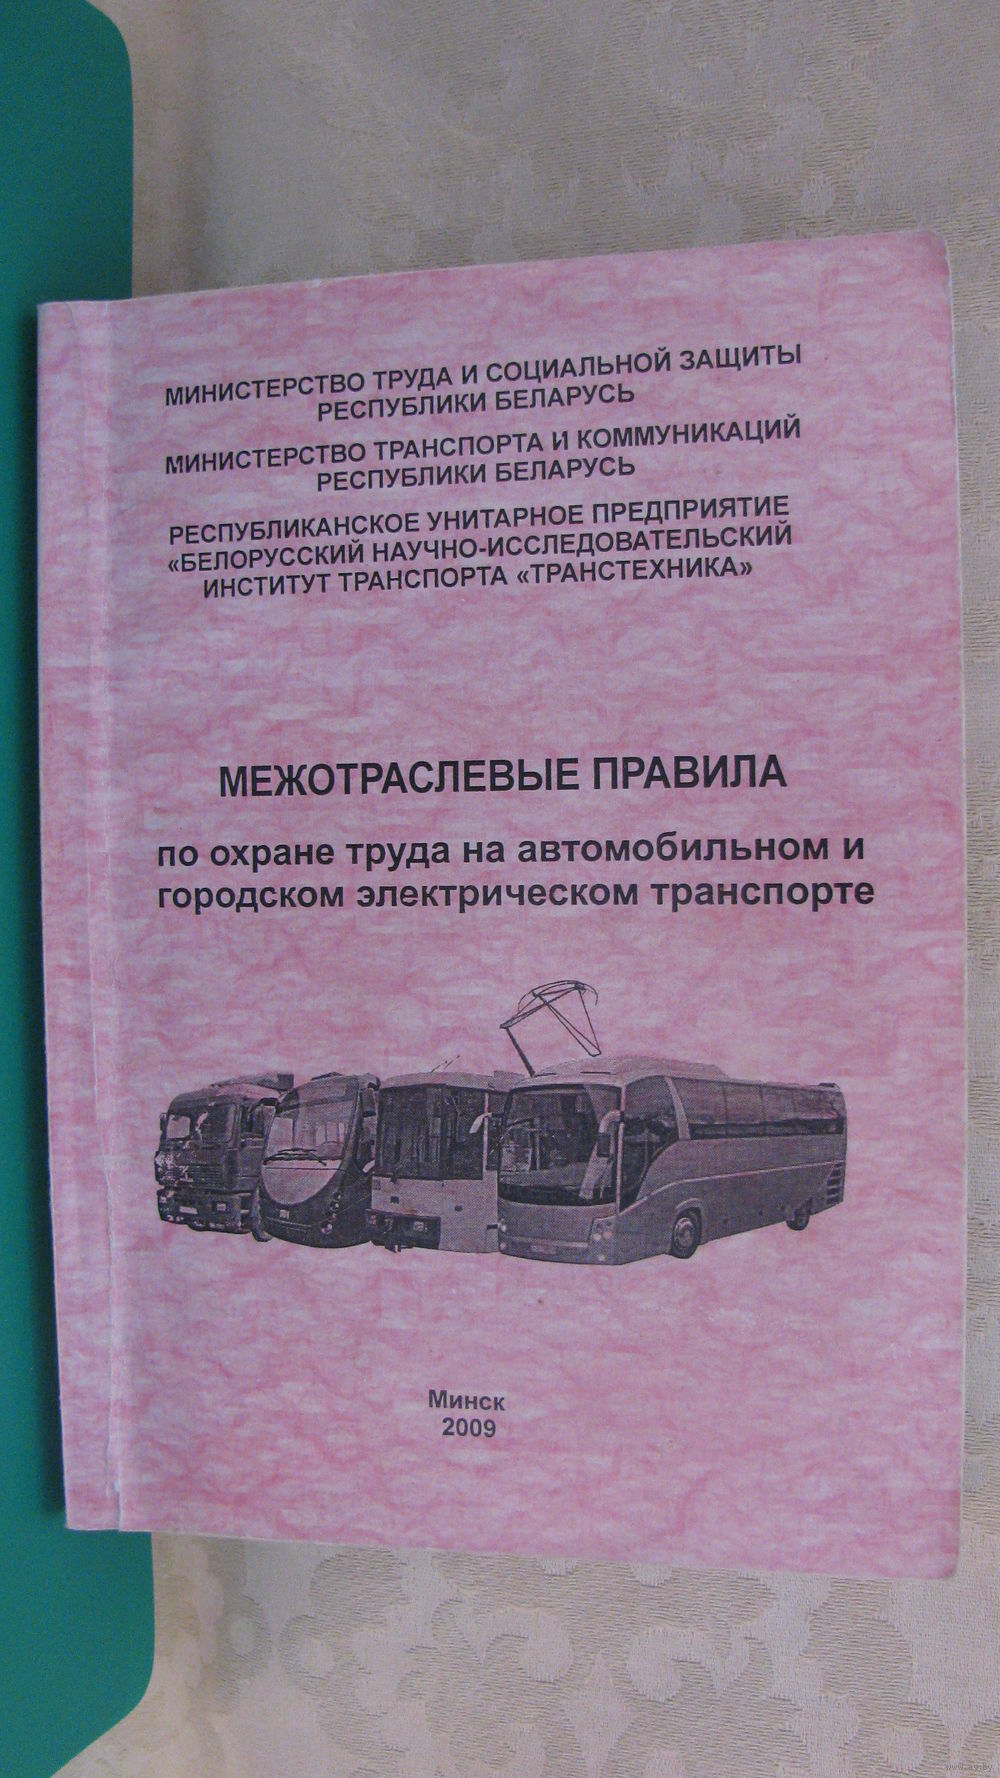 МИНИСТЕРСТВО ТРУДА И СОЦИАЛЬНОЙ ЗАЩИТЫ
РЕСПУБЛИКИ БЕЛАРУСЬ
МИНИСТЕРСТВО ТРАНСПОРТА И КОММУНИКАЦИЙ
РЕСПУБЛИКИ БЕЛАРУСЬ
РЕСПУБЛИКАНСКОЕ УНИТАРНОЕ ПРЕДПРИЯТИЕ
«БЕЛОРУССКИЙ НАУЧНО-ИССЛЕДОВАТЕЛЬСКИЙ
ИНСТИТУТ ТРАНСПОРТА «ТРАНСТЕХНИКА»
МЕЖОТРАСЛЕВЫЕ ПРАВИЛА
по охране труда на автомобильном и
городском электрическом транспорте
Минск
2009